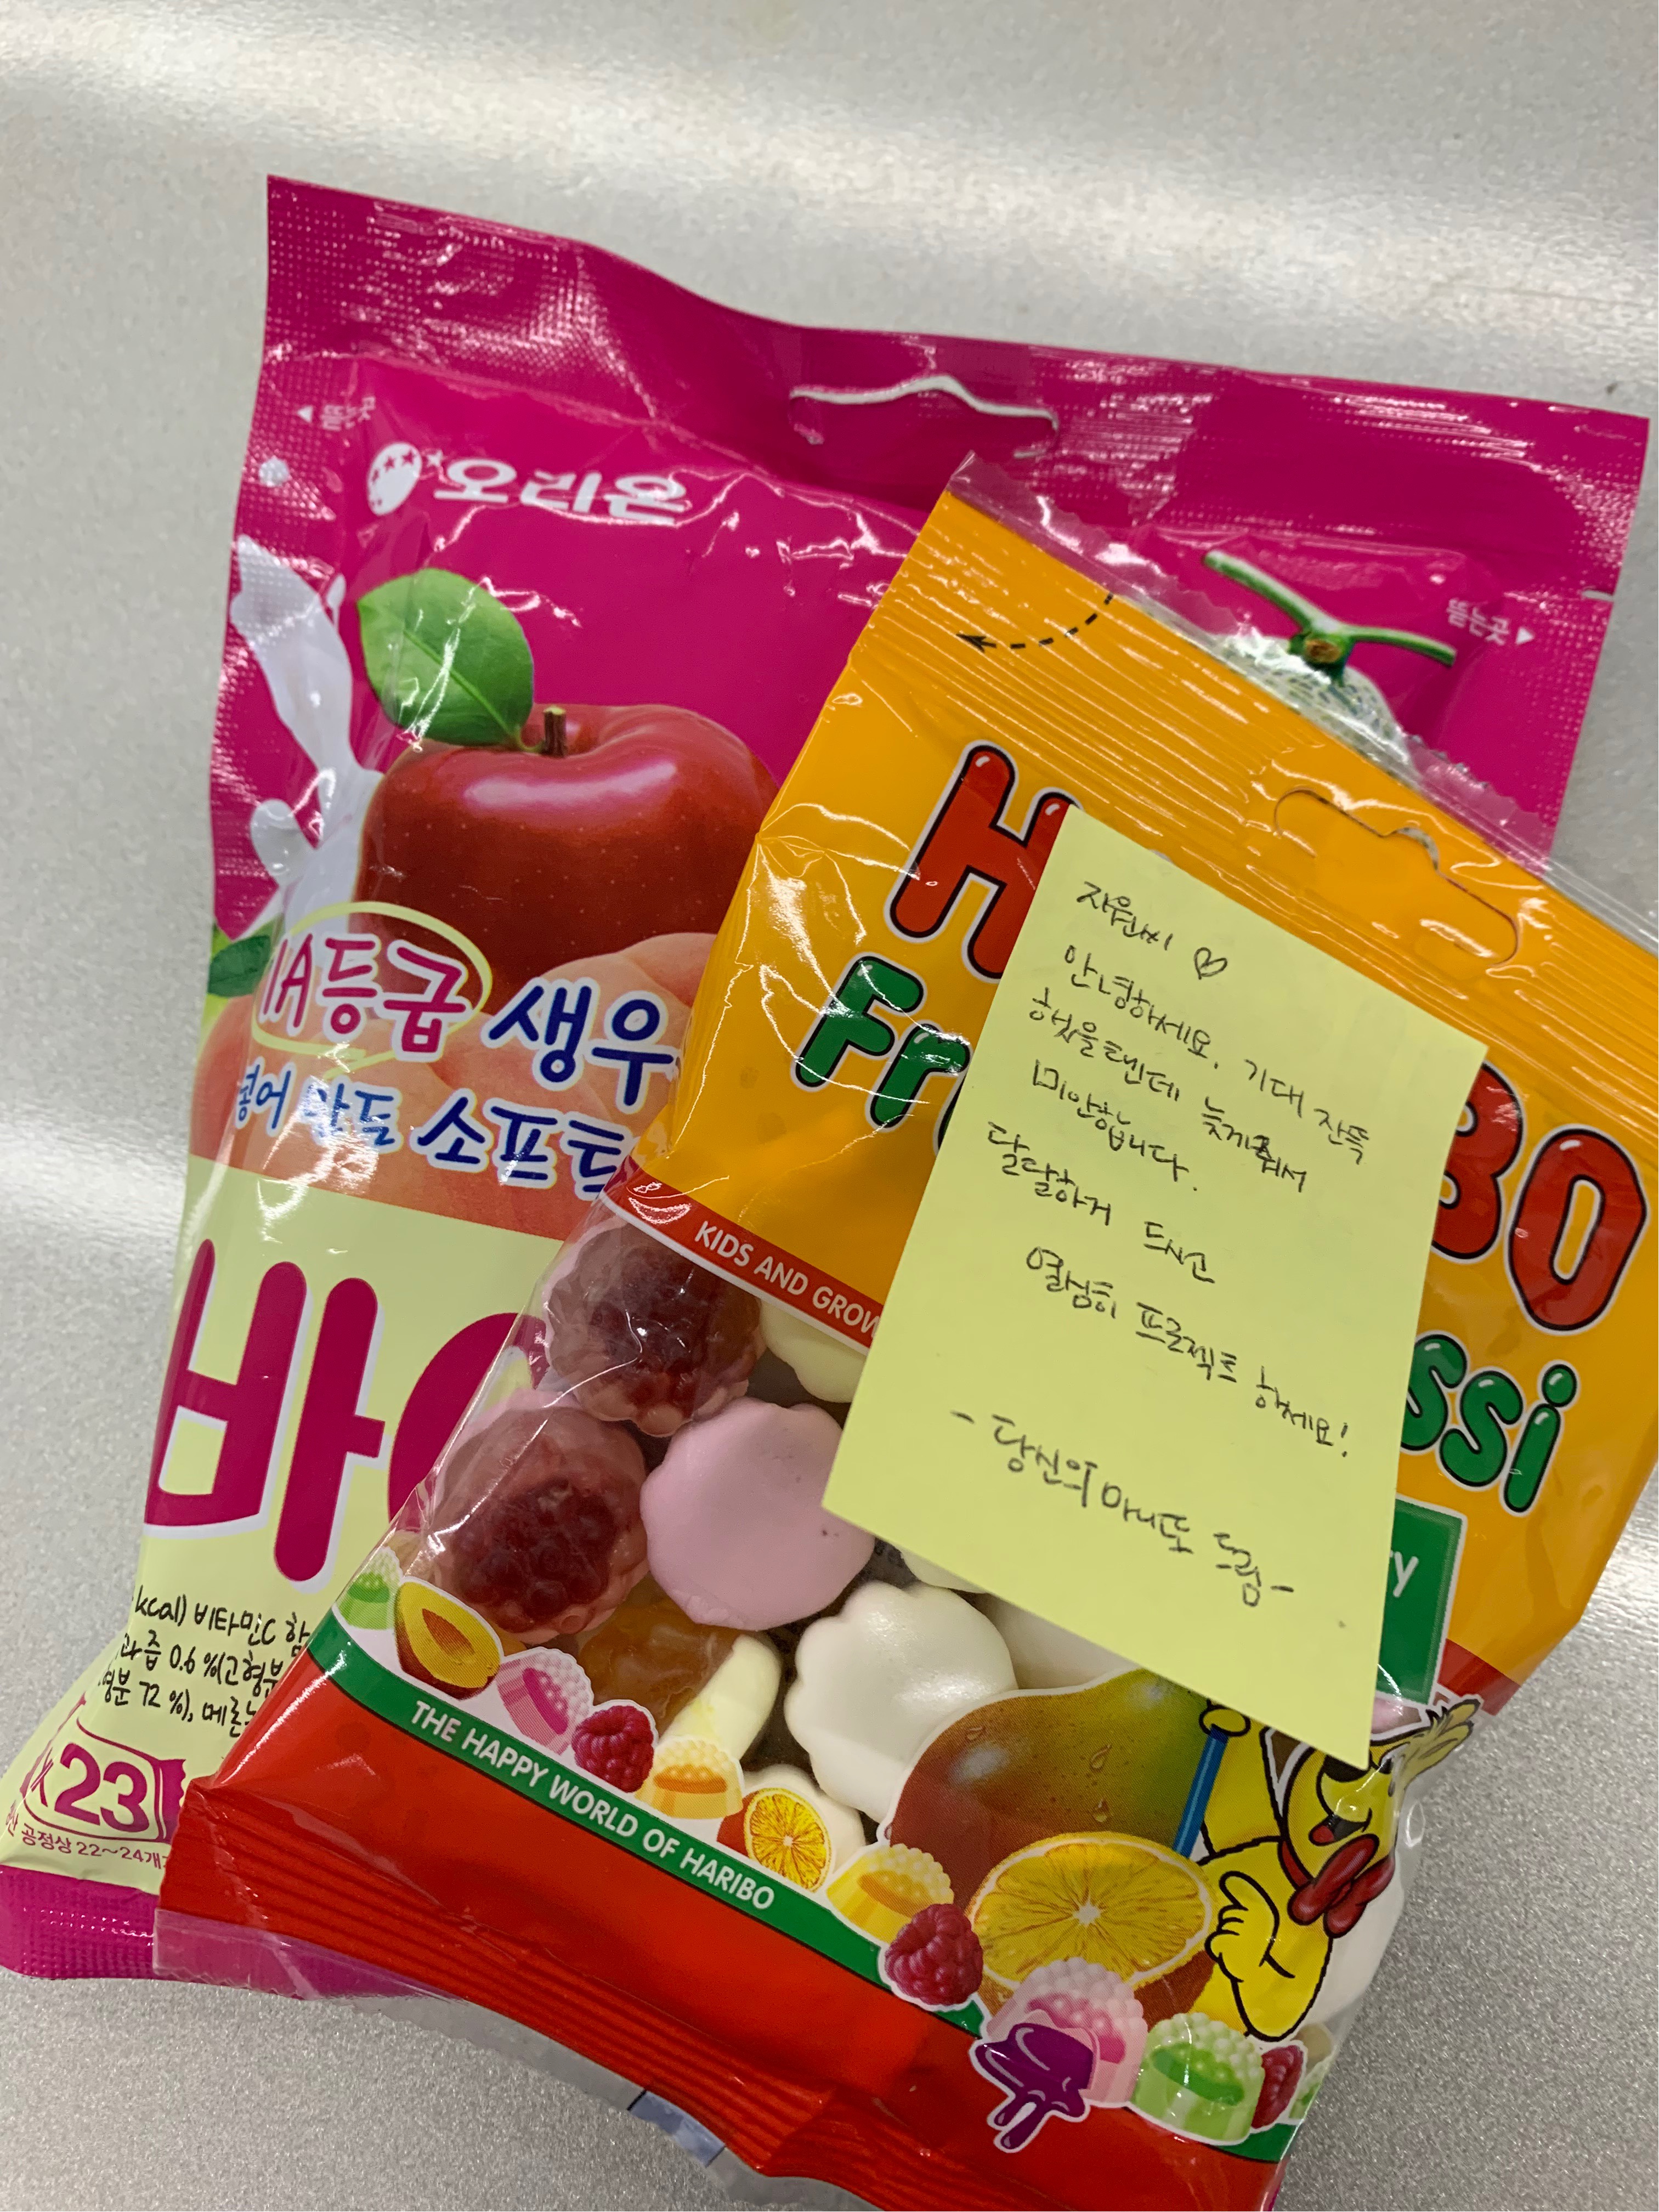 뜯는곳
오리온
뜯는곳
1A등급 생우
만든 소프트
바
kcal) 비타민C 함
과즙 0.6 %(고형분
형분 72 %), 메론
x 23
공정상 22~24개
H BO
Fr ssi
KIDS AND GROW
ry
THE HAPPY WORLD OF HARIBO
자원씨 ♡
안녕하세요. 기대 잔뜩
했을텐데 늦게줘서
미안합니다.
달달하게 드시고
열심히 프로젝트 하세요!
- 당신의 마니또 드림 -